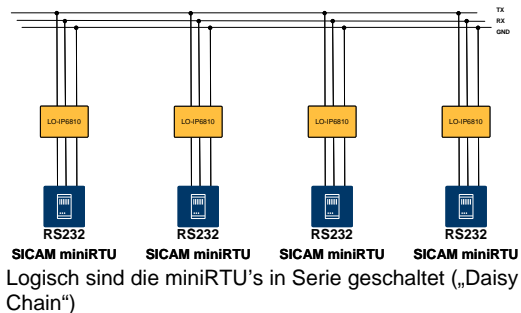 TX
RX
GND
LO-IP6810 LO-IP6810 LO-IP6810 LO-IP6810
RS232 RS232 RS232 RS232
SICAM miniRTU SICAM miniRTU SICAM miniRTU SICAM miniRTU
Logisch sind die miniRTU's in Serie geschaltet („Daisy
Chain“)